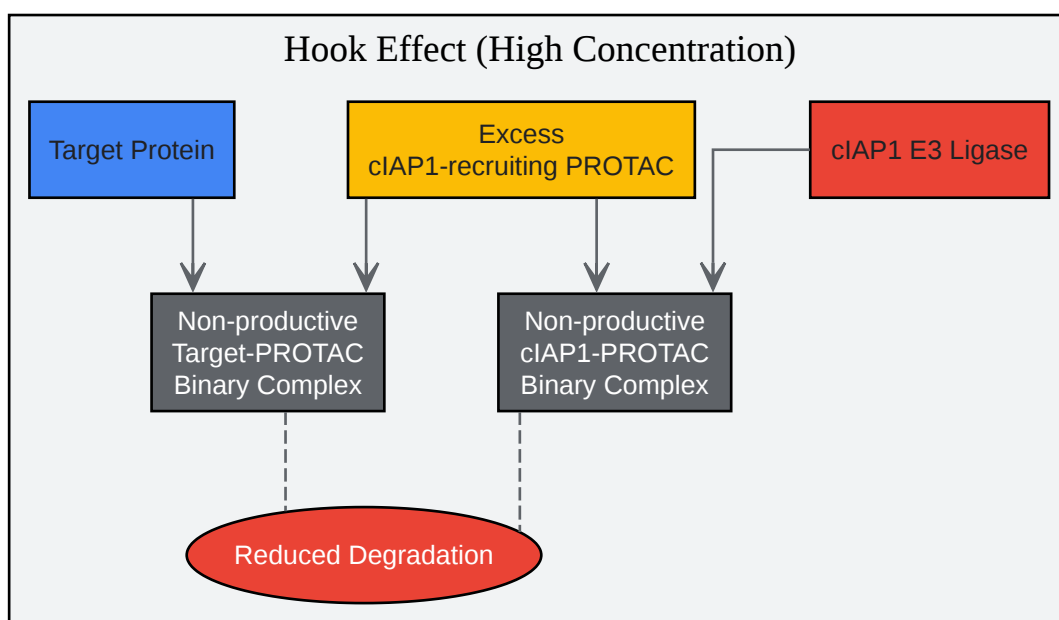 Hook Effect (High Concentration)
Target Protein
Excess
cIAP1-recruiting PROTAC
cIAP1 E3 Ligase
Non-productive
Target-PROTAC
Binary Complex
Non-productive
cIAP1-PROTAC
Binary Complex
Reduced Degradation